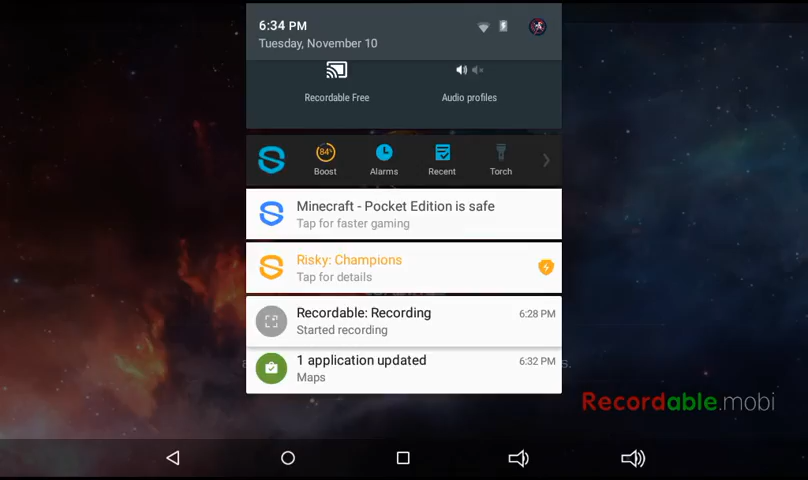 6:34 PM
Tuesday, November 10
Recordable Free
Audio profiles
84%
Boost
Alarms
Recent
Torch
Minecraft - Pocket Edition is safe
Tap for faster gaming
Risky: Champions
Tap for details
Recordable: Recording
6:28 PM
Started recording
1 application updated
6:32 PM
Maps
Recordable.mobi